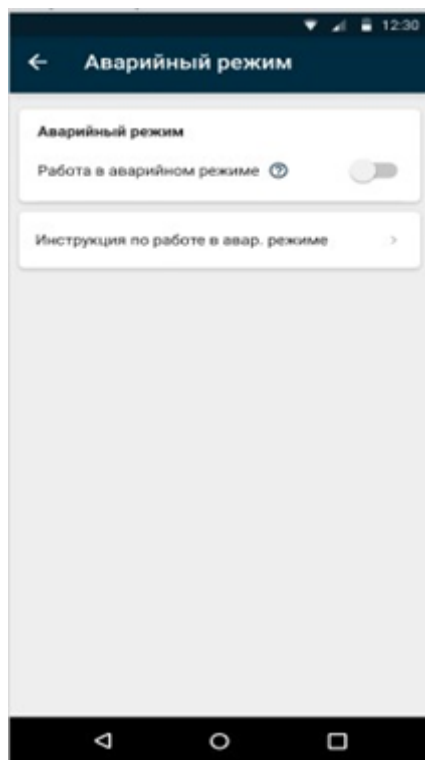 12:30
Аварийный режим
Аварийный режим
Работа в аварийном режиме
Инструкция по работе в авар. режиме